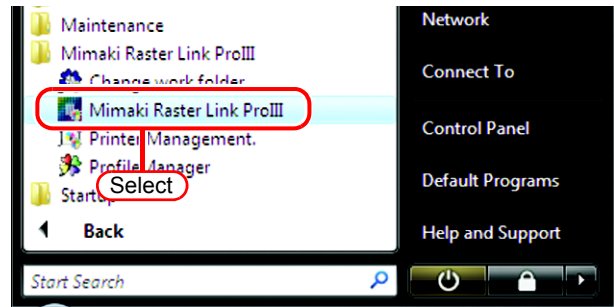 Maintenance
Mimaki Raster Link ProIII
Change work folder
Mimaki Raster Link ProIII
Printer Management.
Profile Manager
Select
Startup
Back
Start Search
Network
Connect To
Control Panel
Default Programs
Help and Support